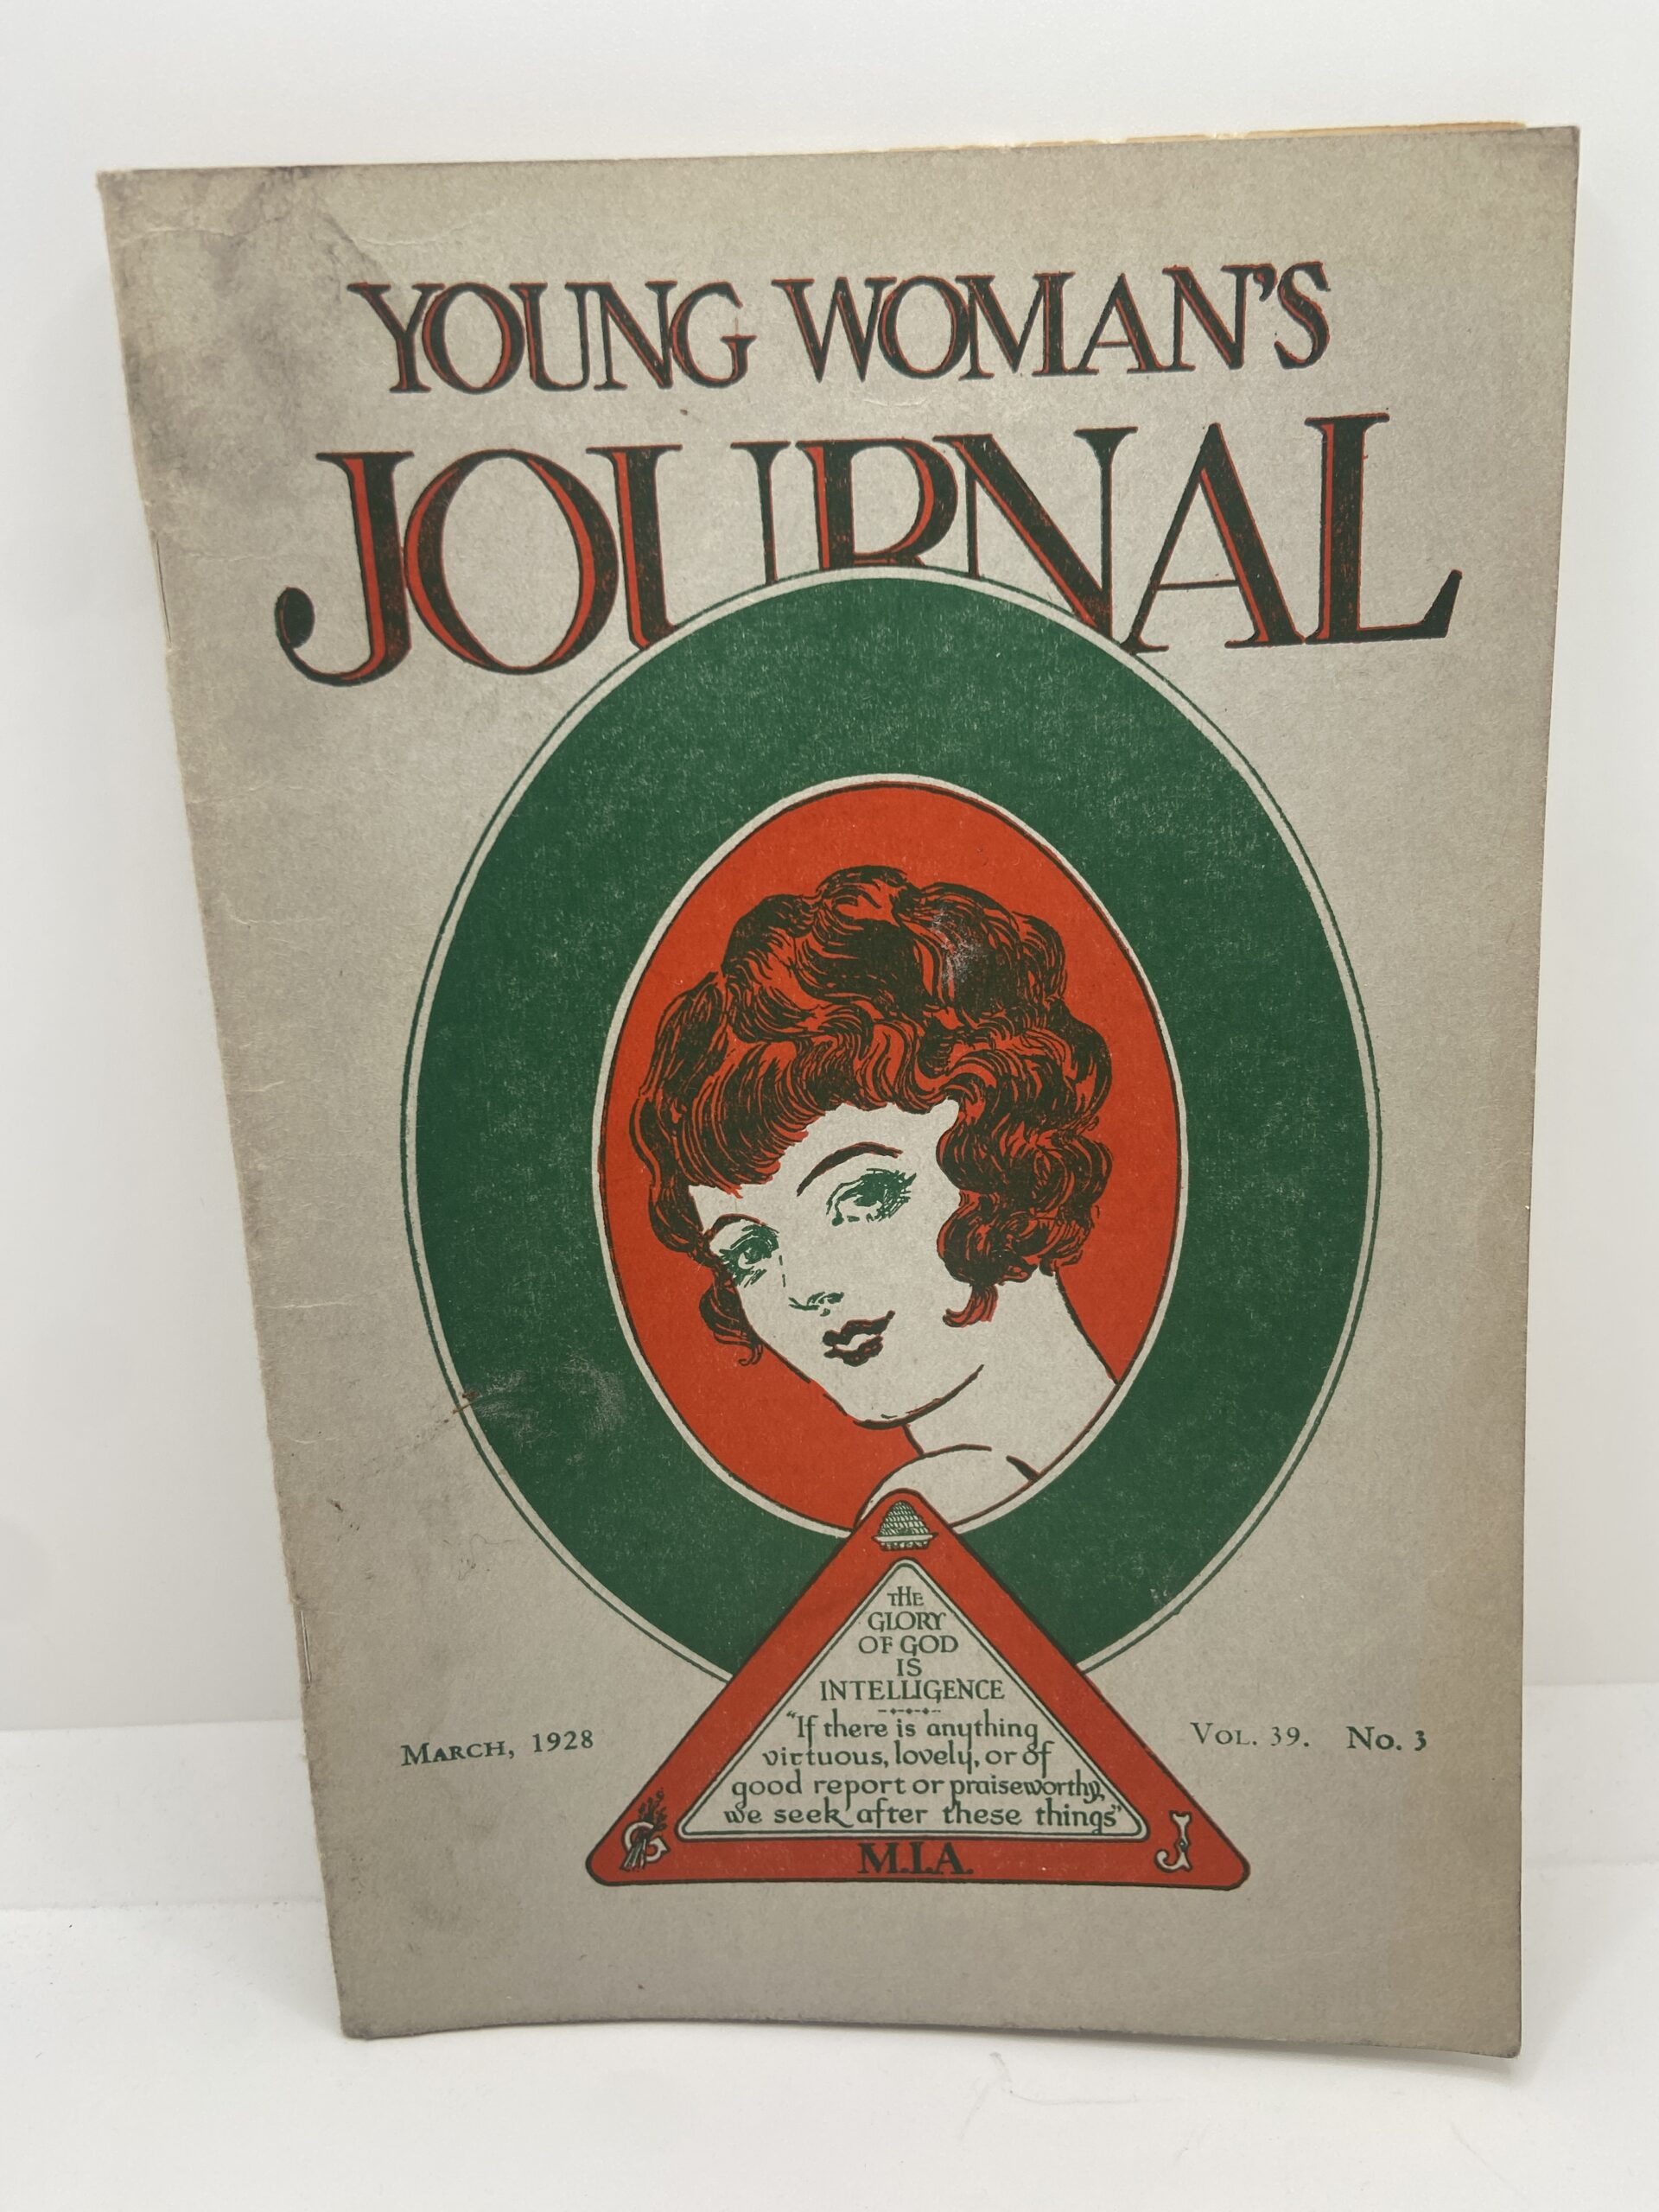 YOUNG WOMAN'S
JOURNAL
THE
GLORY
OF GOD
IS
INTELLIGENCE
"If there is anything
virtuous, lovely, or of
good report or praiseworthy,
we seek after these things"
MARCH, 1928
VOL. 39. No. 3
G
J
M.I.A.